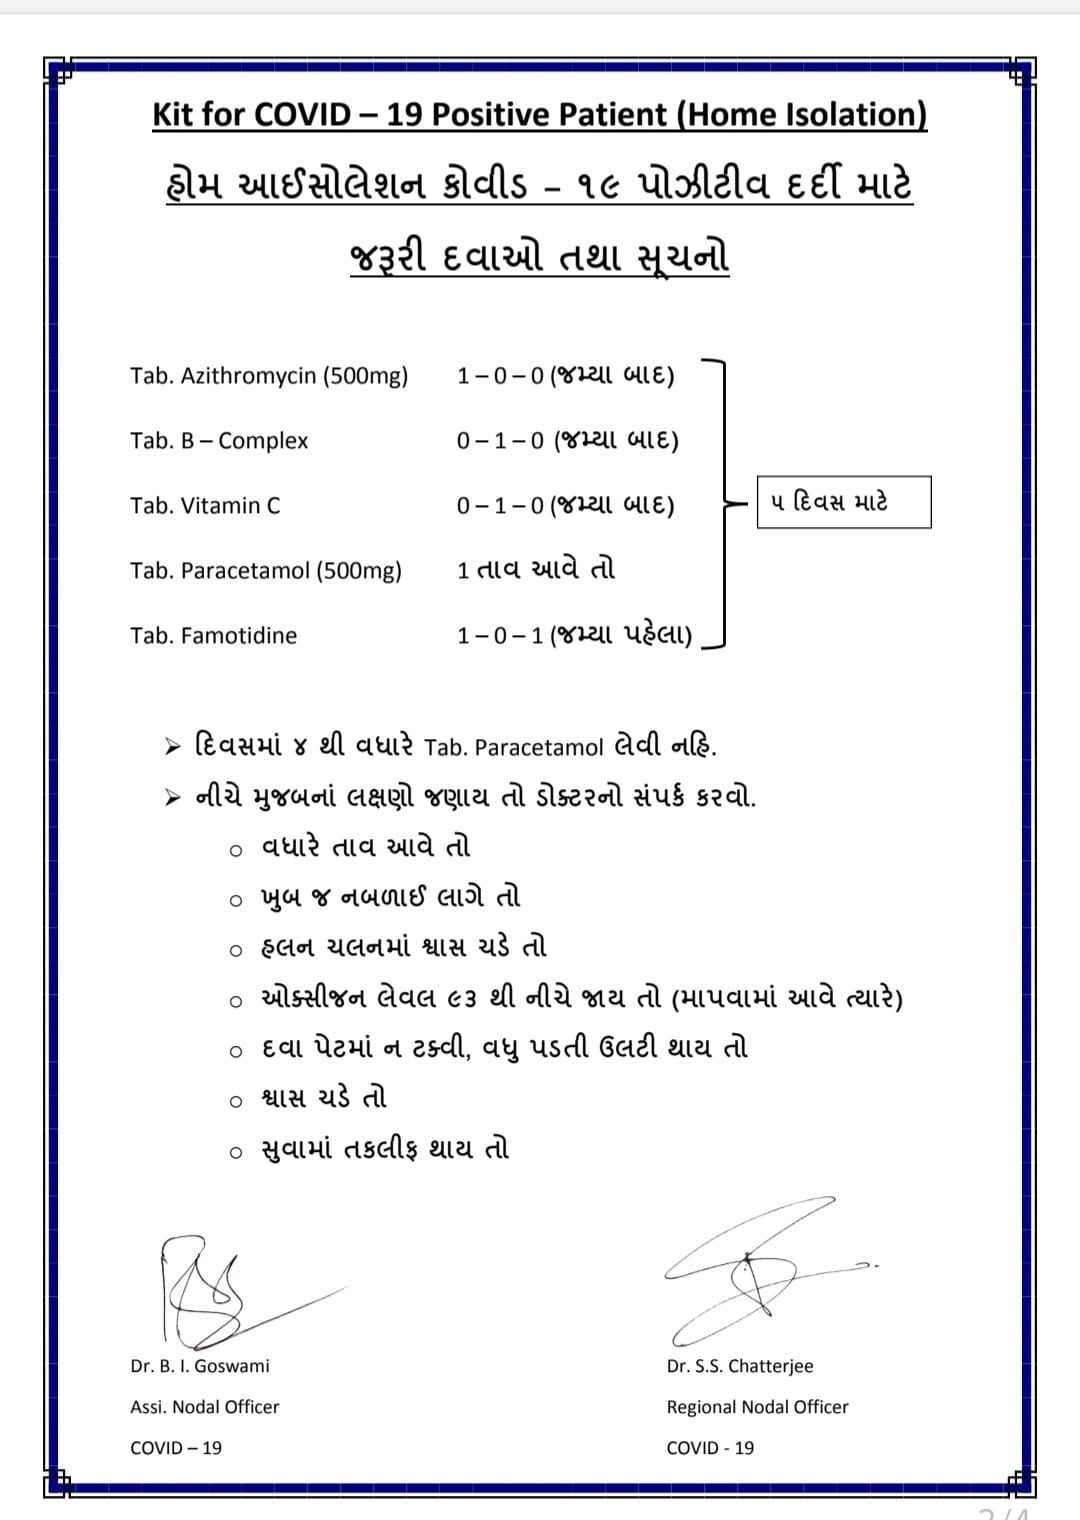 Kit for COVID – 19 Positive Patient (Home Isolation)
હોમ આઈસોલેશન કોવીડ – ૧૯ પોઝીટીવ દર્દી માટે
જરૂરી દવાઓ તથા સૂચનો
Tab. Azithromycin (500mg) 1 – 0 – 0 (જમ્યા બાદ)
Tab. B – Complex 0 – 1 – 0 (જમ્યા બાદ)
Tab. Vitamin C 0 – 1 – 0 (જમ્યા બાદ)
૫ દિવસ માટે
Tab. Paracetamol (500mg) 1 તાવ આવે તો
Tab. Famotidine 1 – 0 – 1 (જમ્યા પહેલા)
➢ દિવસમાં ૪ થી વધારે Tab. Paracetamol લેવી નહિ.
➢ નીચે મુજબનાં લક્ષણો જણાય તો ડોક્ટરનો સંપર્ક કરવો.
o વધારે તાવ આવે તો
o ખુબ જ નબળાઈ લાગે તો
o હલન ચલનમાં શ્વાસ ચડે તો
o ઓક્સીજન લેવલ ૯૩ થી નીચે જાય તો (માપવામાં આવે ત્યારે)
o દવા પેટમાં ન ટક્વી, વધુ પડતી ઉલટી થાય તો
o શ્વાસ ચડે તો
o સુવામાં તકલીફ થાય તો
Dr. B. I. Goswami Dr. S.S. Chatterjee
Assi. Nodal Officer Regional Nodal Officer
COVID – 19 COVID - 19